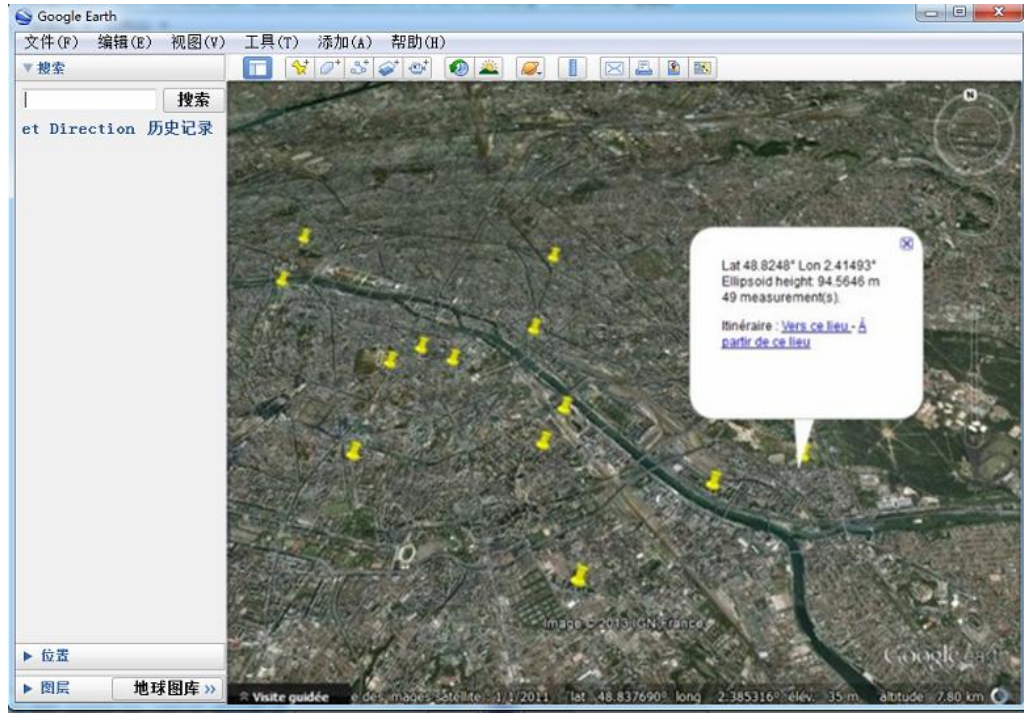 Google Earth
文件(F) 编辑(E) 视图(V) 工具(T) 添加(A) 帮助(H)
搜索
搜索
et Direction 历史记录
N
Lat 48.8248° Lon 2.41493°
Ellipsoid height: 94.5646 m
49 measurement(s).
Itinéraire : Vers ce lieu - À
partir de ce lieu
Image © 2013 IGN France
Google earth
位置
图层
地球图库 »
Visite guidée e des images satellite : 1/1/2011 lat 48.837690° long 2.385316° élév. 35 m altitude 7.80 km